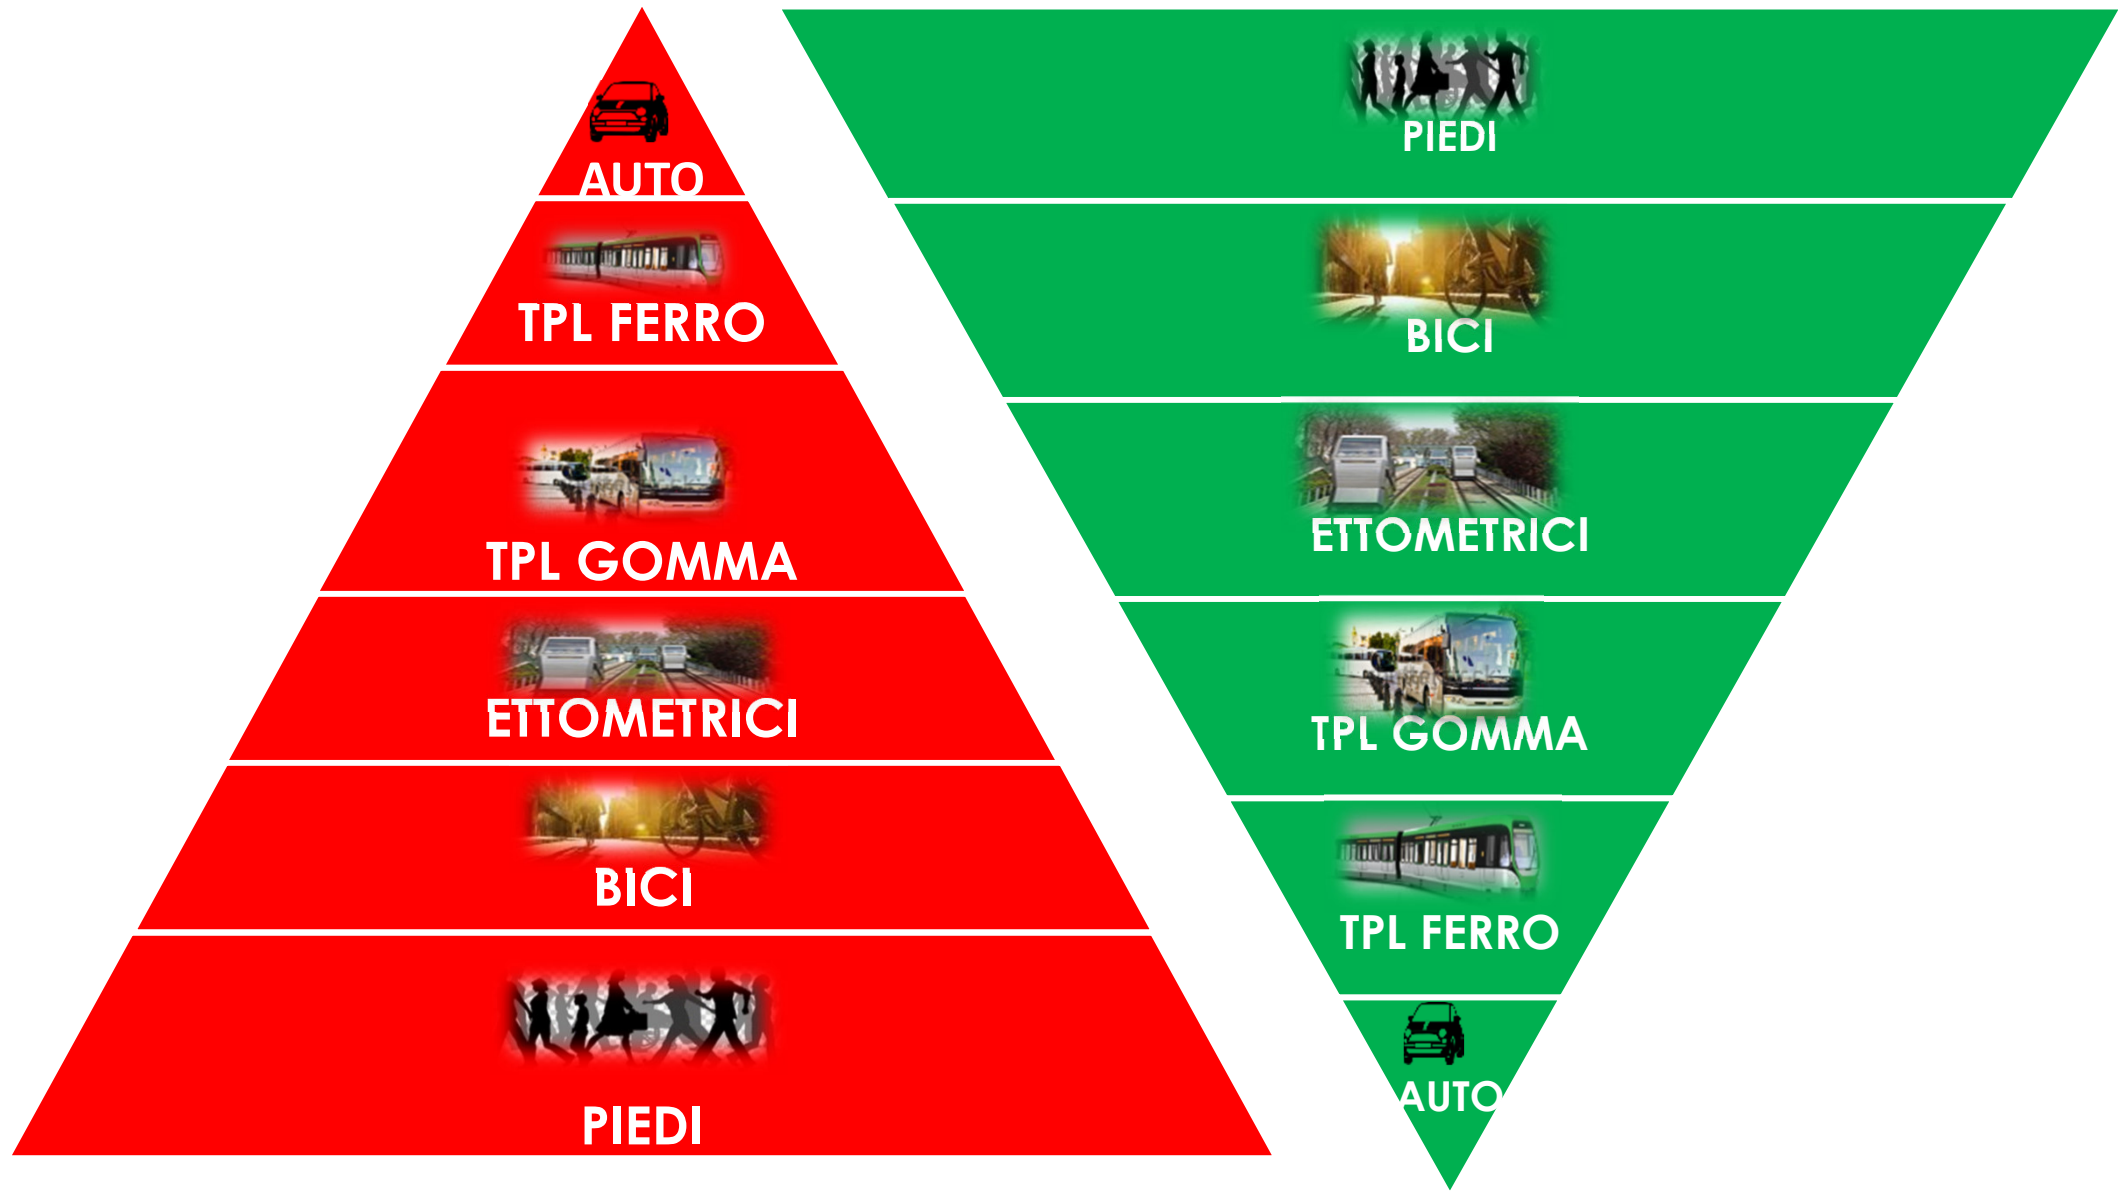 AUTO
TPL FERRO
TPL GOMMA
ETTOMETRICI
BICI
PIEDI
PIEDI
BICI
ETTOMETRICI
TPL GOMMA
TPL FERRO
AUTO